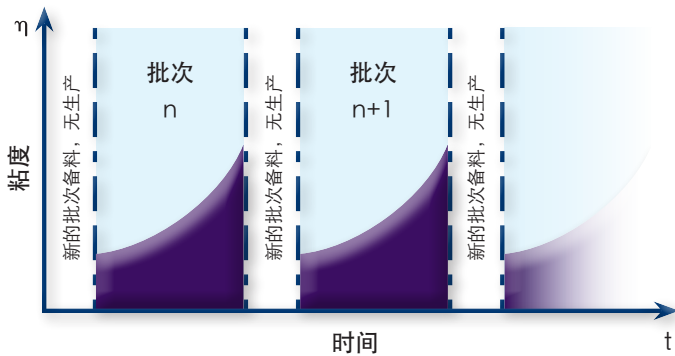 η
批次
n
批次
n+1
新的批次备料，无生产
新的批次备料，无生产
新的批次备料，无生产
粘度
时间
t